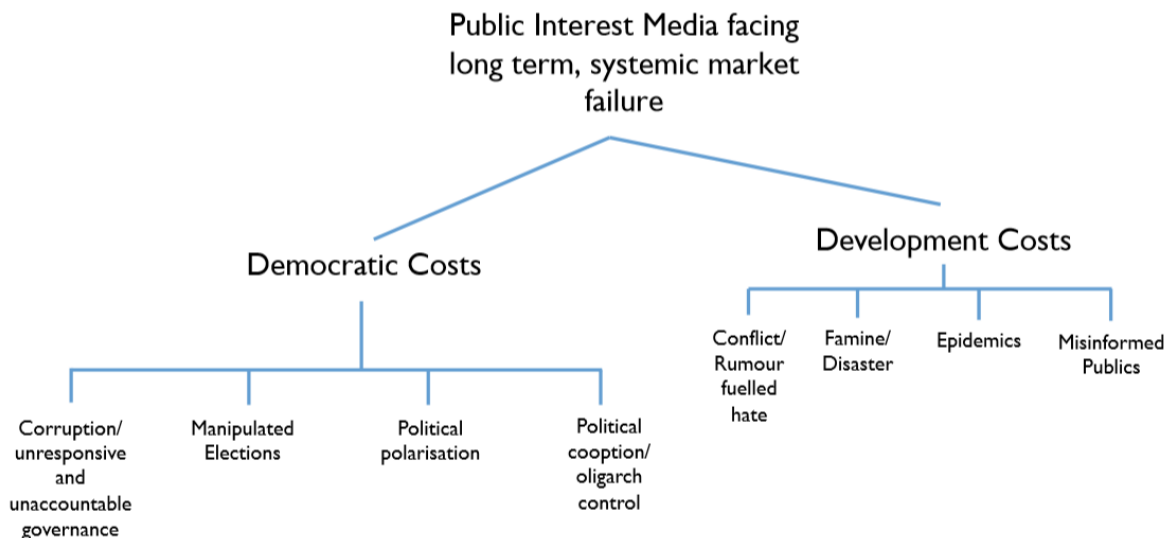 Public Interest Media facing
long term, systemic market
failure
Democratic Costs
Development Costs
Corruption/
unresponsive
and
unaccountable
governance
Manipulated
Elections
Political
polarisation
Political
cooption/
oligarch
control
Conflict/
Rumour
fuelled
hate
Famine/
Disaster
Epidemics
Misinformed
Publics